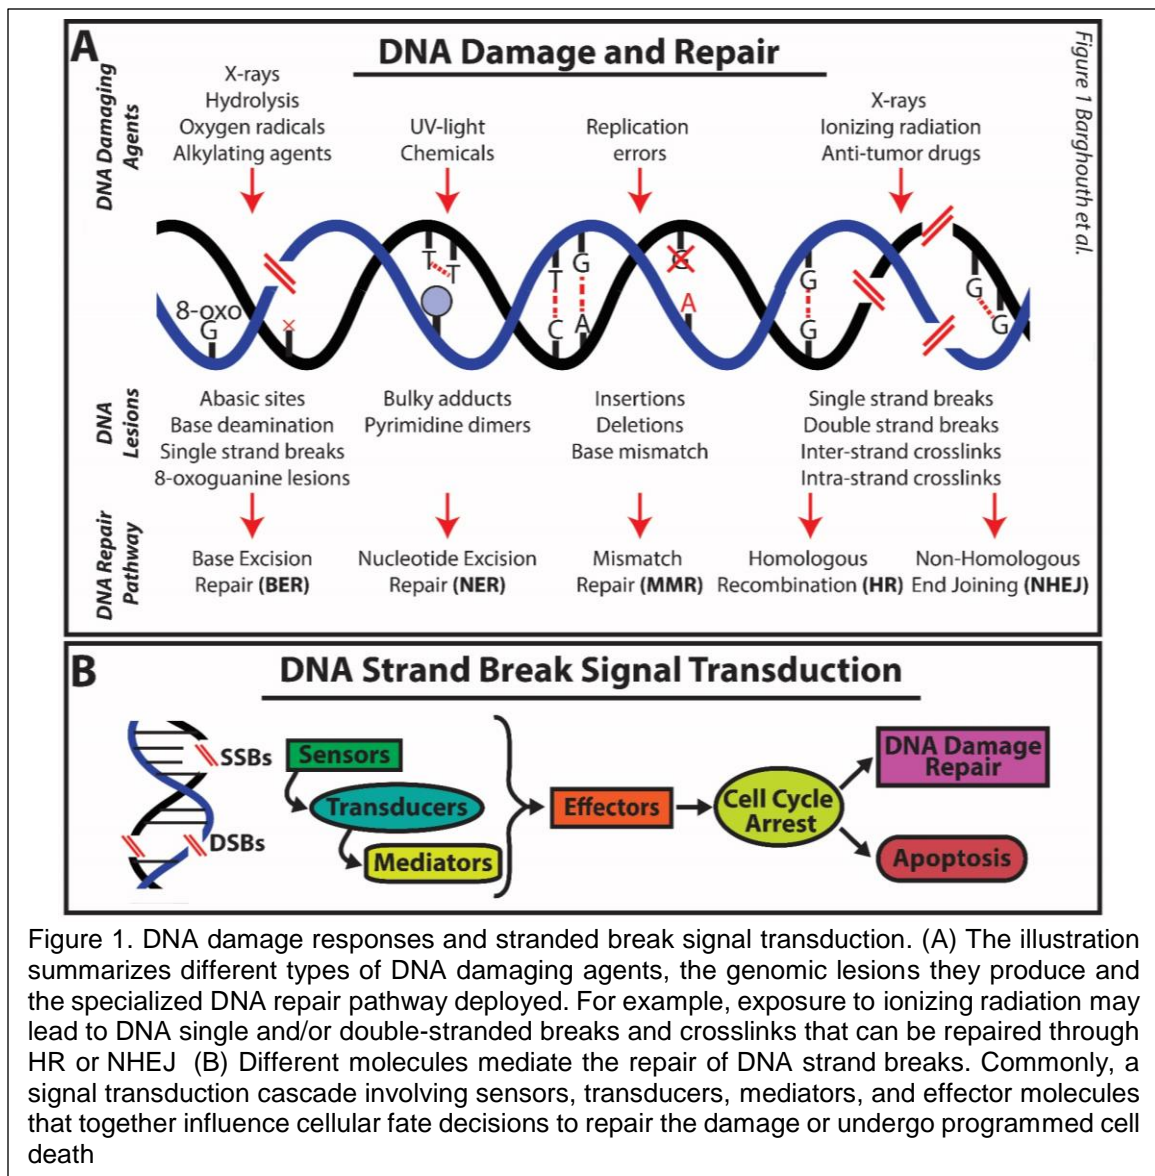 A
DNA Damage and Repair
Figure 1 Barghouth et al.
DNA Damaging
Agents
X-rays
Hydrolysis
Oxygen radicals
Alkylating agents
UV-light
Chemicals
Replication
errors
X-rays
Ionizing radiation
Anti-tumor drugs
8-oxo
G
×
T
T
T
C
G
A
G
A
G
G
G
G
DNA
Lesions
Abasic sites
Base deamination
Single strand breaks
8-oxoguanine lesions
Bulky adducts
Pyrimidine dimers
Insertions
Deletions
Base mismatch
Single strand breaks
Double strand breaks
Inter-strand crosslinks
Intra-strand crosslinks
DNA Repair
Pathway
Base Excision
Repair (BER)
Nucleotide Excision
Repair (NER)
Mismatch
Repair (MMR)
Homologous
Recombination (HR)
Non-Homologous
End Joining (NHEJ)
B
DNA Strand Break Signal Transduction
SSBs
DSBs
Sensors
Transducers
Mediators
Effectors
Cell Cycle
Arrest
DNA Damage
Repair
Apoptosis
Figure 1. DNA damage responses and stranded break signal transduction. (A) The illustration
summarizes different types of DNA damaging agents, the genomic lesions they produce and
the specialized DNA repair pathway deployed. For example, exposure to ionizing radiation may
lead to DNA single and/or double-stranded breaks and crosslinks that can be repaired through
HR or NHEJ (B) Different molecules mediate the repair of DNA strand breaks. Commonly, a
signal transduction cascade involving sensors, transducers, mediators, and effector molecules
that together influence cellular fate decisions to repair the damage or undergo programmed cell
death